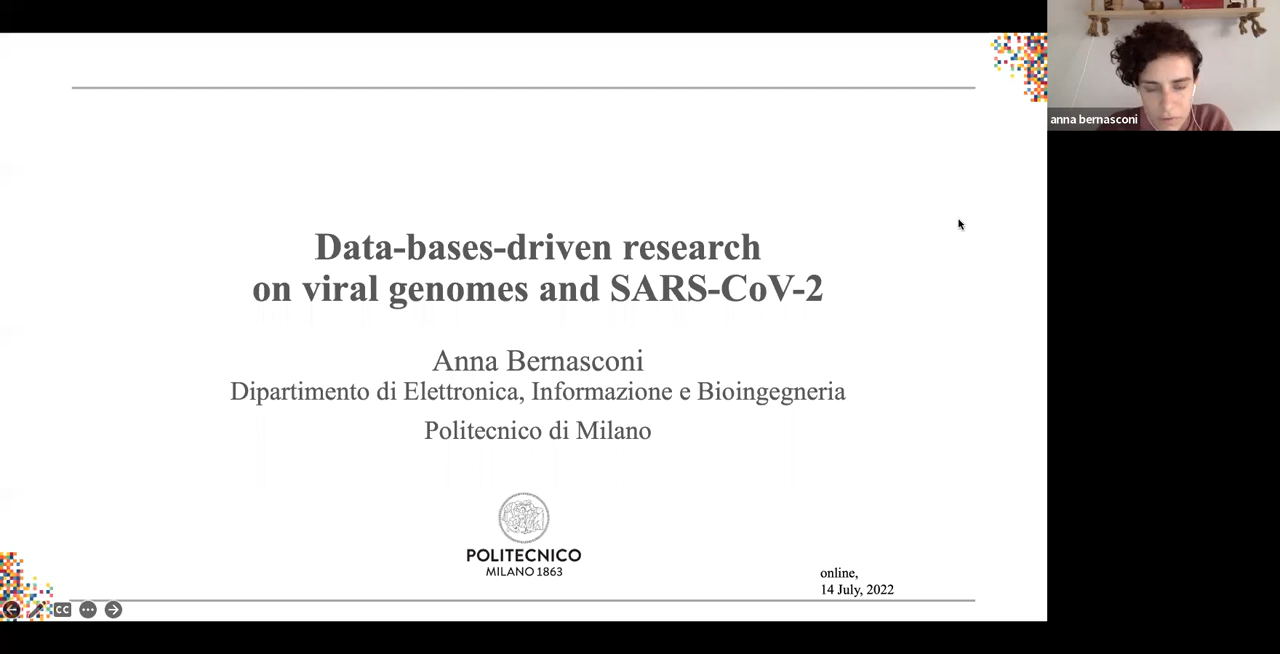 anna bernasconi
Data-bases-driven research
on viral genomes and SARS-CoV-2
Anna Bernasconi
Dipartimento di Elettronica, Informazione e Bioingegneria
Politecnico di Milano
POLITECNICO
MILANO 1863
online,
14 July, 2022
CC